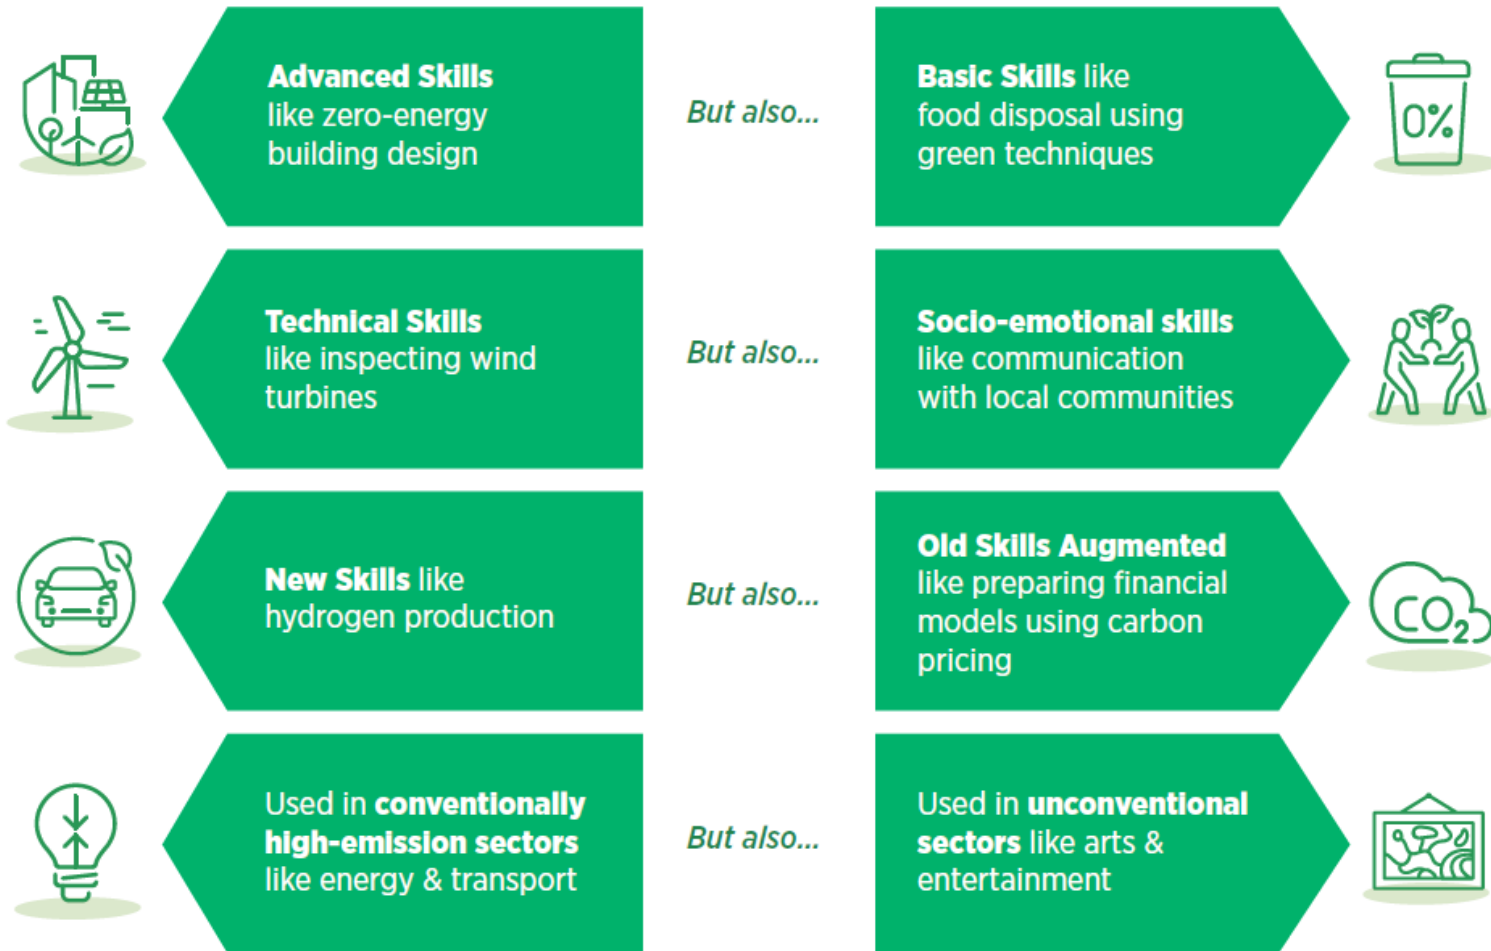 Advanced Skills
like zero-energy
building design
But also...
Basic Skills like
food disposal using
green techniques
0%
Technical Skills
like inspecting wind
turbines
But also...
Socio-emotional skills
like communication
with local communities
New Skills like
hydrogen production
But also...
Old Skills Augmented
like preparing financial
models using carbon
pricing
CO2
Used in conventionally
high-emission sectors
like energy & transport
But also...
Used in unconventional
sectors like arts &
entertainment